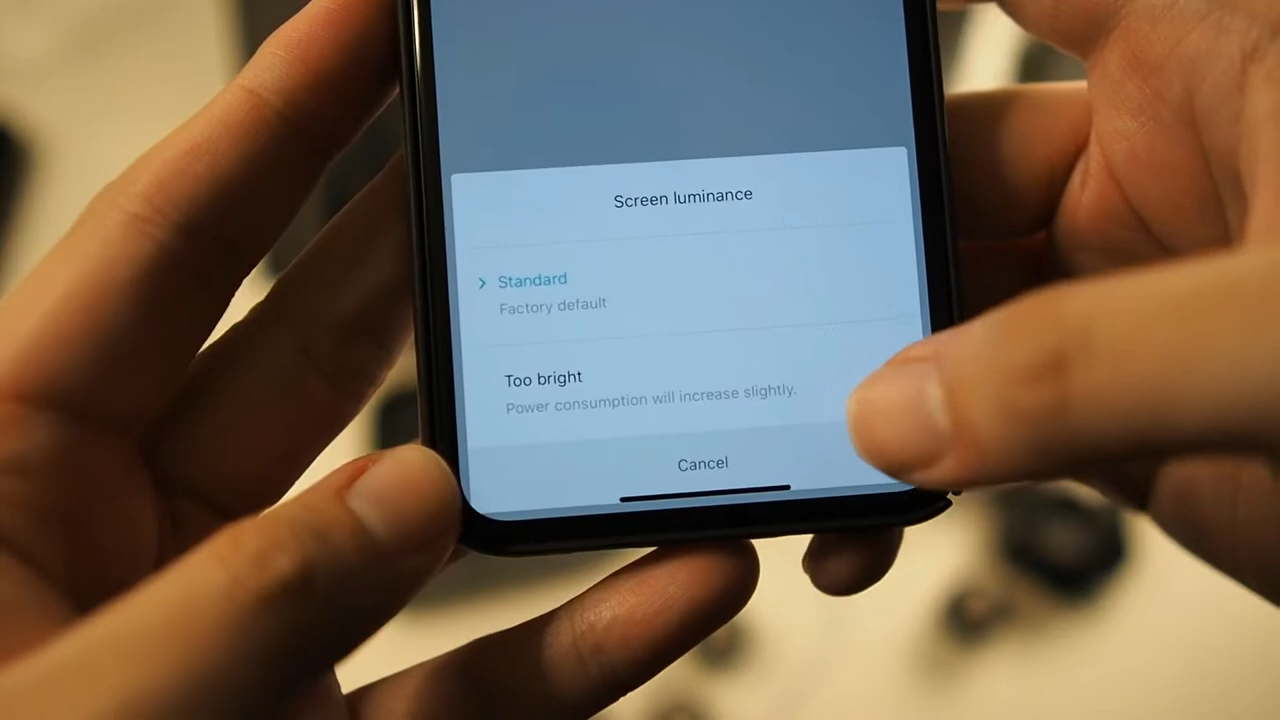 Screen luminance
Standard
Factory default
Too bright
Power consumption will increase slightly.
Cancel